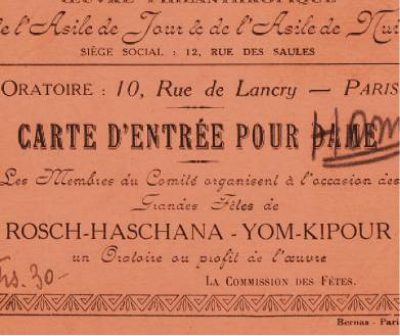 ŒUVRE PHILANTHROPIQUE
de l'Asile de Jour & de l'Asile de Nuit
SIÈGE SOCIAL : 12, RUE DES SAULES
ORATOIRE : 10, Rue de Lancry — PARIS
CARTE D'ENTRÉE POUR DAME
Les Membres du Comité organisent à l'occasion des
Grandes Fêtes de
ROSCH-HASCHANA - YOM-KIPOUR
un Oratoire au profit de l'œuvre
Frs. 30-
LA COMMISSION DES FÊTES.
Bernas - Paris